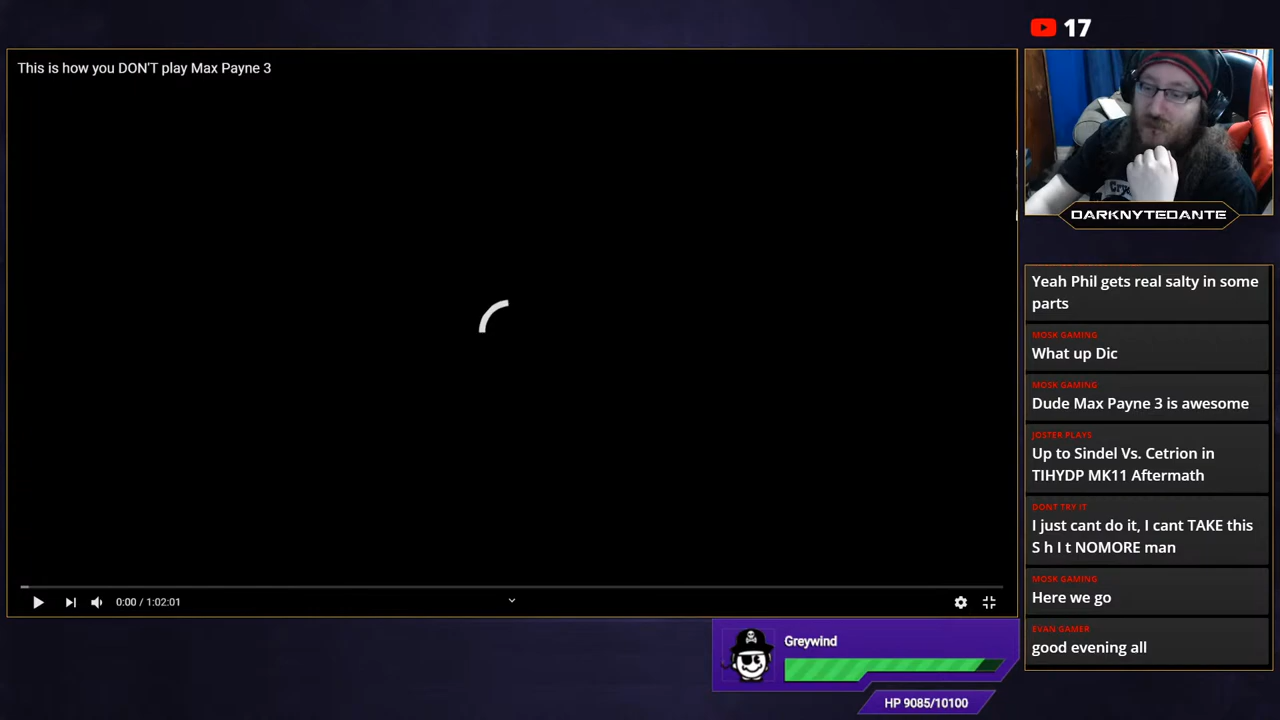 17
This is how you DON'T play Max Payne 3
DARKNYTEDANTE
Yeah Phil gets real salty in some
parts
MOSK GAMING
What up Dic
MOSK GAMING
Dude Max Payne 3 is awesome
JOSTER PLAYS
Up to Sindel Vs. Cetrion in
TIHYDP MK11 Aftermath
DONT TRY IT
I just cant do it, I cant TAKE this
S h I t NOMORE man
MOSK GAMING
Here we go
EVAN GAMER
good evening all
0:00 / 1:02:01
Greywind
HP 9085/10100